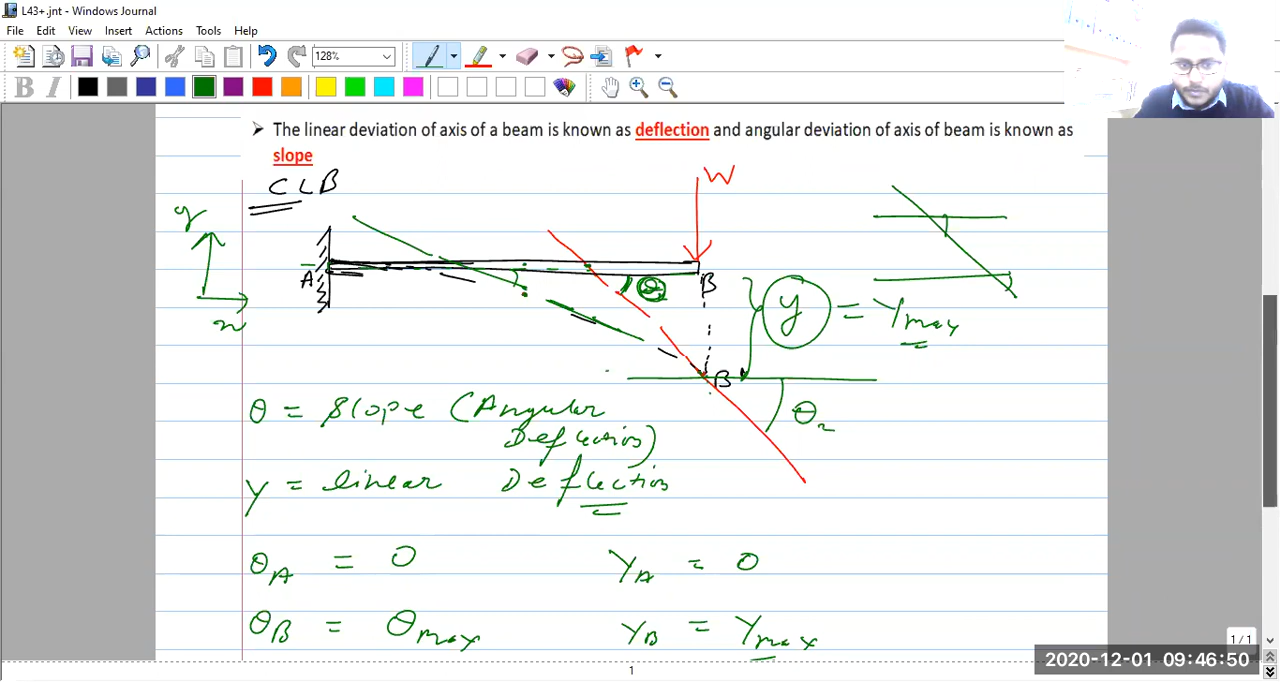 L43+.jnt - Windows Journal
File Edit View Insert Actions Tools Help
128%
B I
➢ The linear deviation of axis of a beam is known as deflection and angular deviation of axis of beam is known as
slope
CLB
W
y
A
B
θ
x
y = Ymax
B
θ2
θ = Slope (Angular
Deflection)
y = linear Deflection
θA = 0 YA = 0
θB = θmax YB = Ymax
1/1
1
2020-12-01 09:46:50